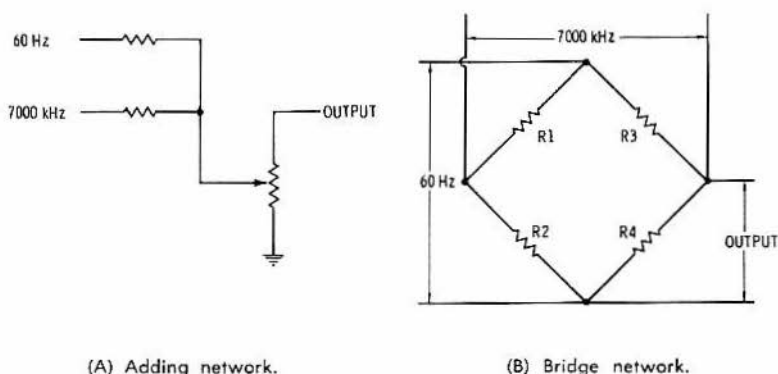 60 Hz
7000 kHz
OUTPUT
7000 kHz
R1
R3
60 Hz
R2
R4
OUTPUT
(A) Adding network.
(B) Bridge network.